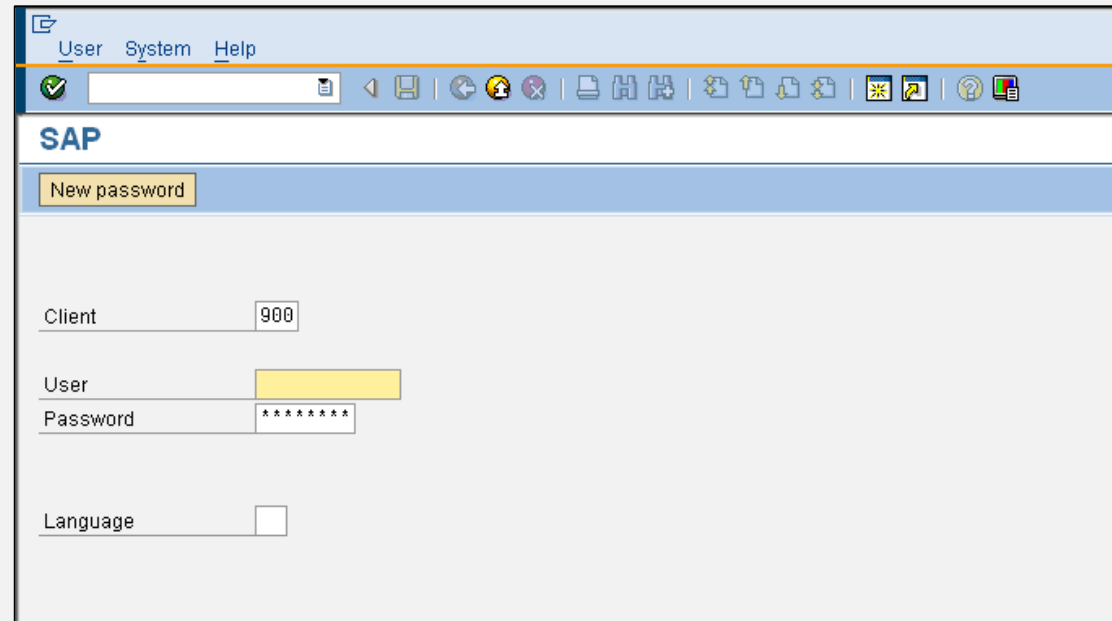 User System Help
SAP
New password
Client 900
User
Password ********
Language